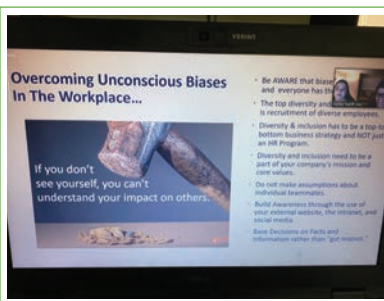 VERINT
Overcoming Unconscious Biases
In The Workplace...
If you don't
see yourself, you can't
understand your impact on others.
Be AWARE that
and everyone has
The top diversity and
is recruitment of diverse employees.
Diversity & inclusion has to be a top to
bottom business strategy and NOT just
an HR Program.
Diversity and inclusion need to be a
part of your company's mission and
core values.
Do not make assumptions about
individual teammates.
Build Awareness through the use of
your external website, the intranet, and
social media.
Base Decisions on Facts and
Information rather than "gut